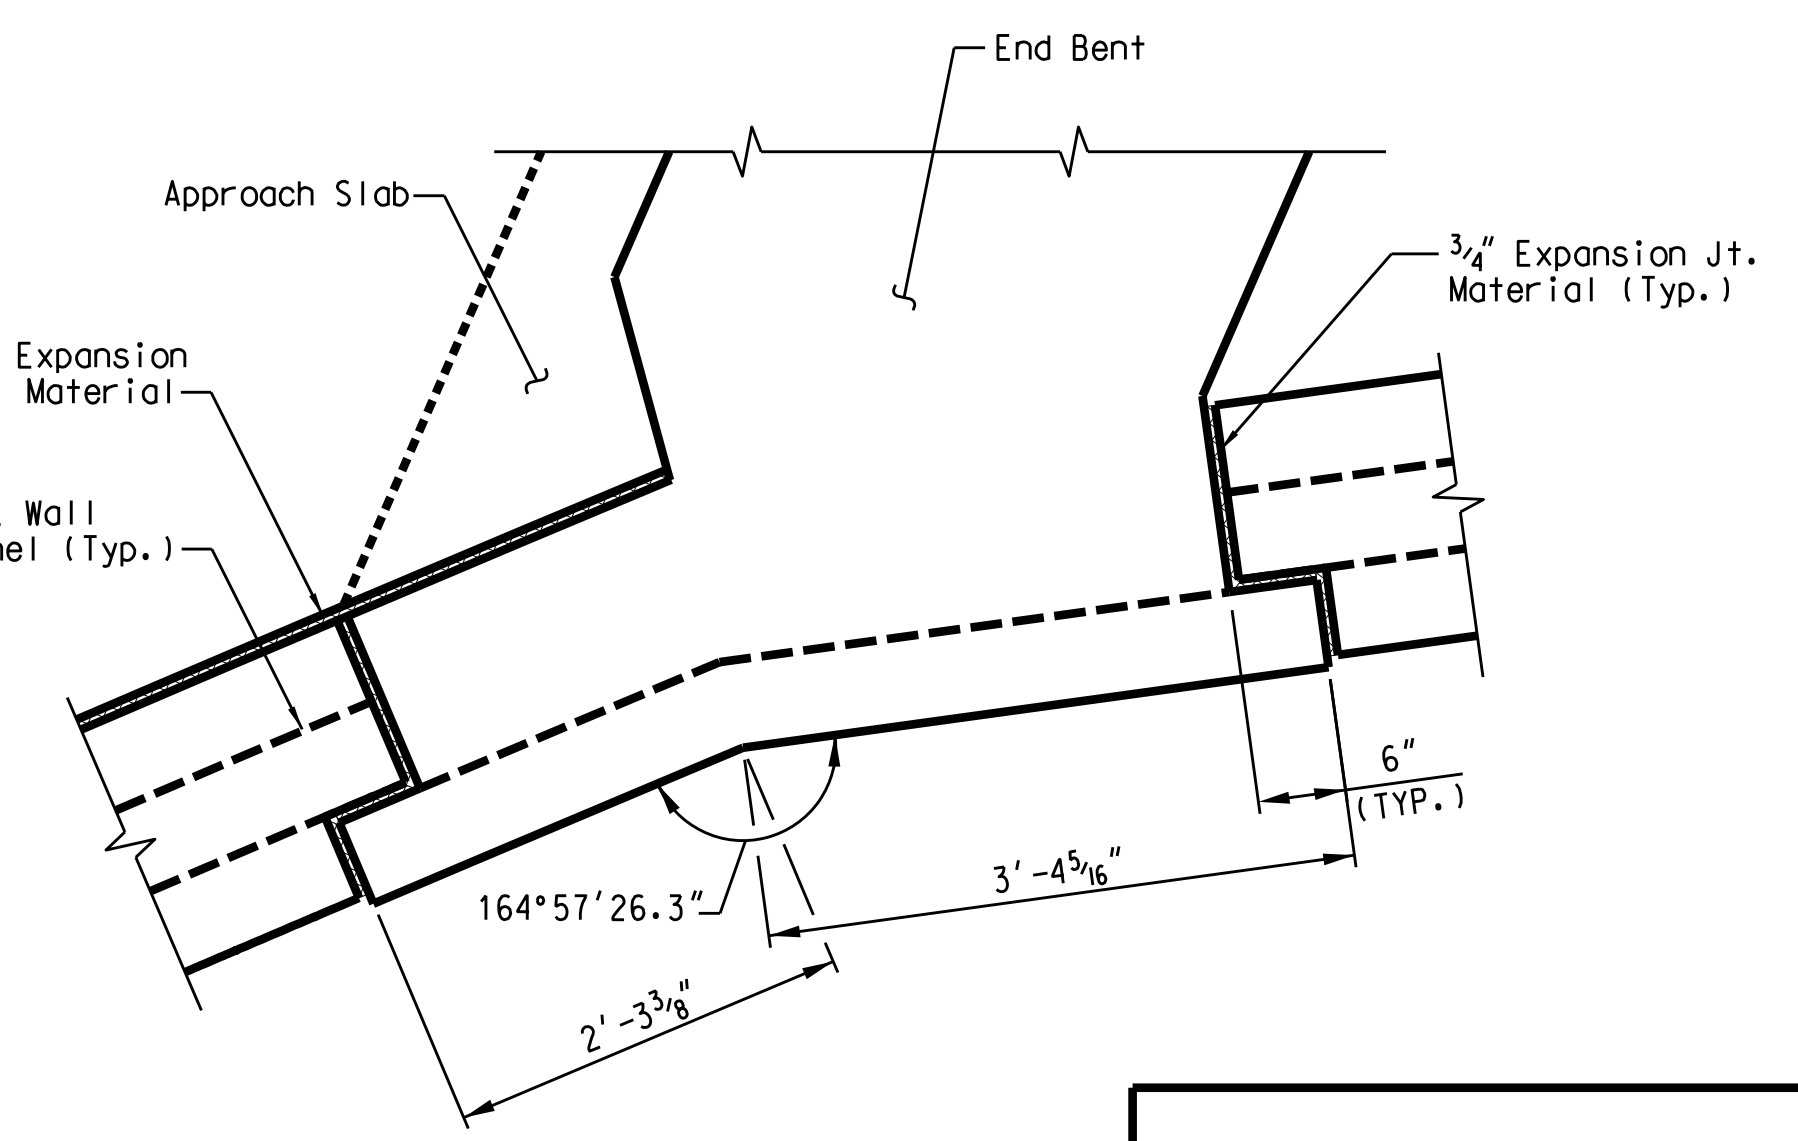 End Bent
Approach Slab
3/4" Expansion Jt.
Material (Typ.)
Expansion
Material
Wall
(Typ.)
6"
(TYP.)
3'-4 5/16"
164°57'26.3"
2'-3 3/8"